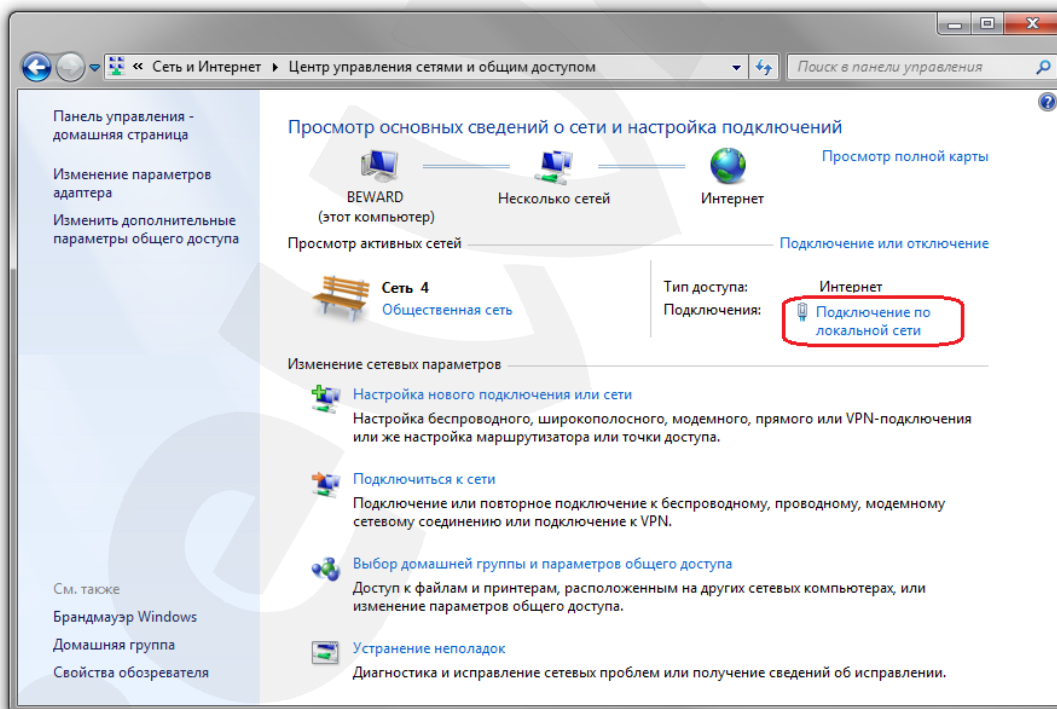 « Сеть и Интернет ▸ Центр управления сетями и общим доступом
Поиск в панели управления
Панель управления -
домашняя страница
Изменение параметров
адаптера
Изменить дополнительные
параметры общего доступа
См. также
Брандмауэр Windows
Домашняя группа
Свойства обозревателя
Просмотр основных сведений о сети и настройка подключений
Просмотр полной карты
BEWARD
(этот компьютер)
Несколько сетей
Интернет
Просмотр активных сетей
Подключение или отключение
Сеть 4
Общественная сеть
Тип доступа: Интернет
Подключения: Подключение по
локальной сети
Изменение сетевых параметров
Настройка нового подключения или сети
Настройка беспроводного, широкополосного, модемного, прямого или VPN-подключения
или же настройка маршрутизатора или точки доступа.
Подключиться к сети
Подключение или повторное подключение к беспроводному, проводному, модемному
сетевому соединению или подключение к VPN.
Выбор домашней группы и параметров общего доступа
Доступ к файлам и принтерам, расположенным на других сетевых компьютерах, или
изменение параметров общего доступа.
Устранение неполадок
Диагностика и исправление сетевых проблем или получение сведений об исправлении.